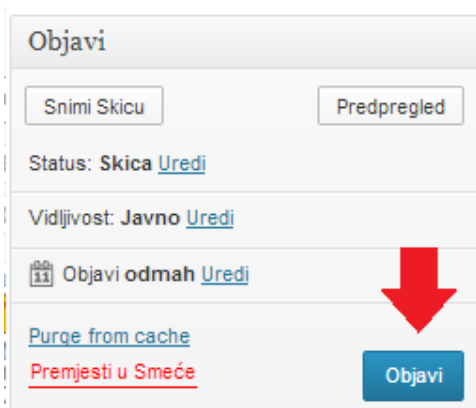 Objavi
Snimi Skicu Predpregled
Status: Skica Uredi
Vidljivost: Javno Uredi
11 Objavi odmah Uredi
Purge from cache
Premjesti u Smeće Objavi